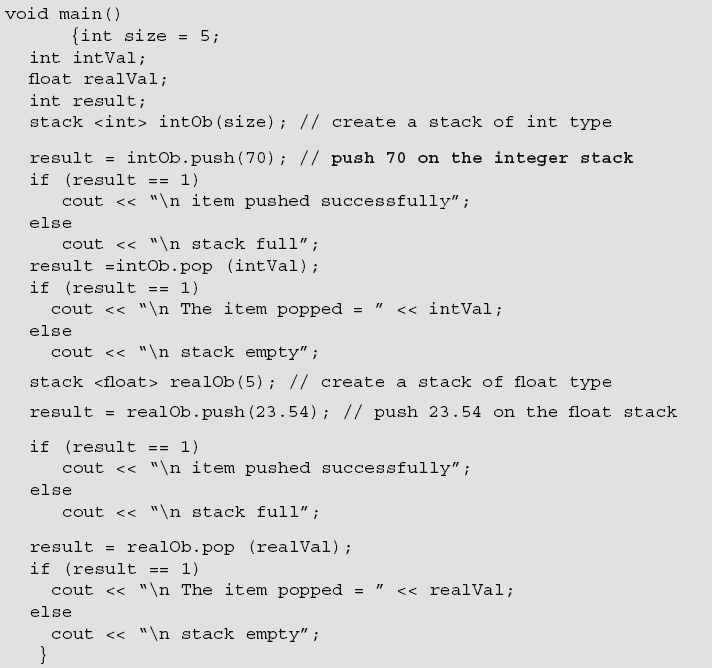 void main()
{int size = 5;
int intVal;
float realVal;
int result;
stack <int> intOb(size); // create a stack of int type
result = intOb.push(70); // push 70 on the integer stack
if (result == 1)
cout << “\n item pushed successfully”;
else
cout << “\n stack full”;
result =intOb.pop (intVal);
if (result == 1)
cout << “\n The item popped = ” << intVal;
else
cout << “\n stack empty”;
stack <float> realOb(5); // create a stack of float type
result = realOb.push(23.54); // push 23.54 on the float stack
if (result == 1)
cout << “\n item pushed successfully”;
else
cout << “\n stack full”;
result = realOb.pop (realVal);
if (result == 1)
cout << “\n The item popped = ” << realVal;
else
cout << “\n stack empty”;
}